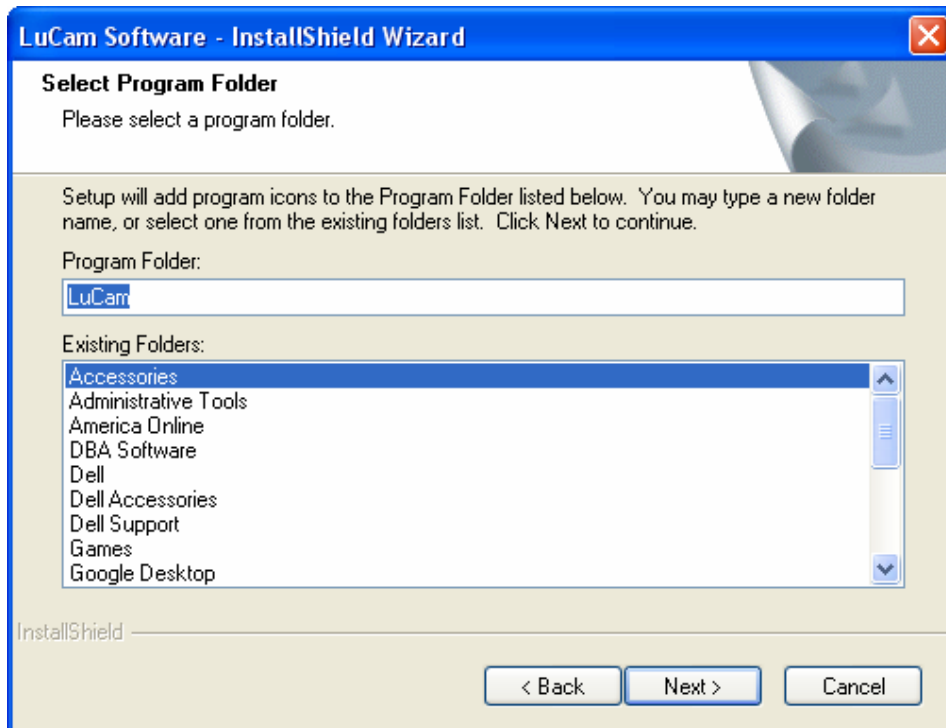 LuCam Software - InstallShield Wizard
Select Program Folder
Please select a program folder.
Setup will add program icons to the Program Folder listed below.  You may type a new folder
name, or select one from the existing folders list.  Click Next to continue.
Program Folder:
LuCam
Existing Folders:
Accessories
Administrative Tools
America Online
DBA Software
Dell
Dell Accessories
Dell Support
Games
Google Desktop
InstallShield
< Back Next > Cancel